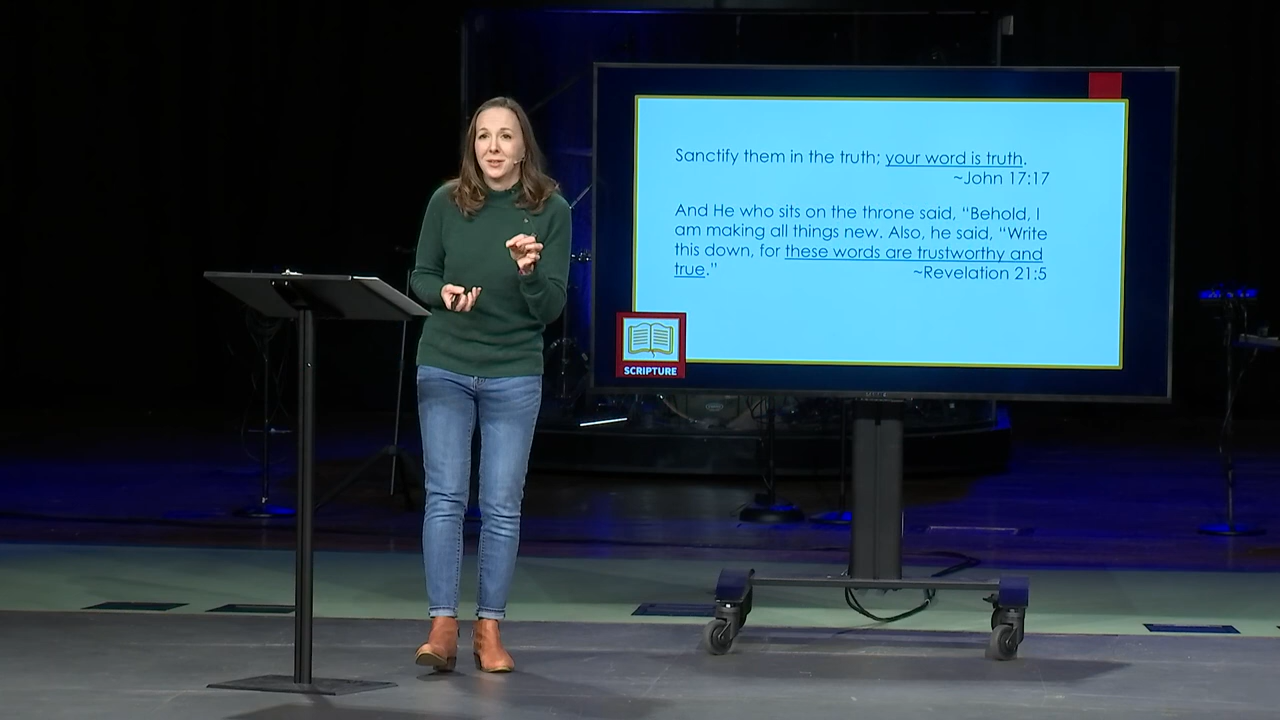 Sanctify them in the truth; your word is truth.
~John 17:17
And He who sits on the throne said, “Behold, I
am making all things new. Also, he said, “Write
this down, for these words are trustworthy and
true.”
~Revelation 21:5
SCRIPTURE